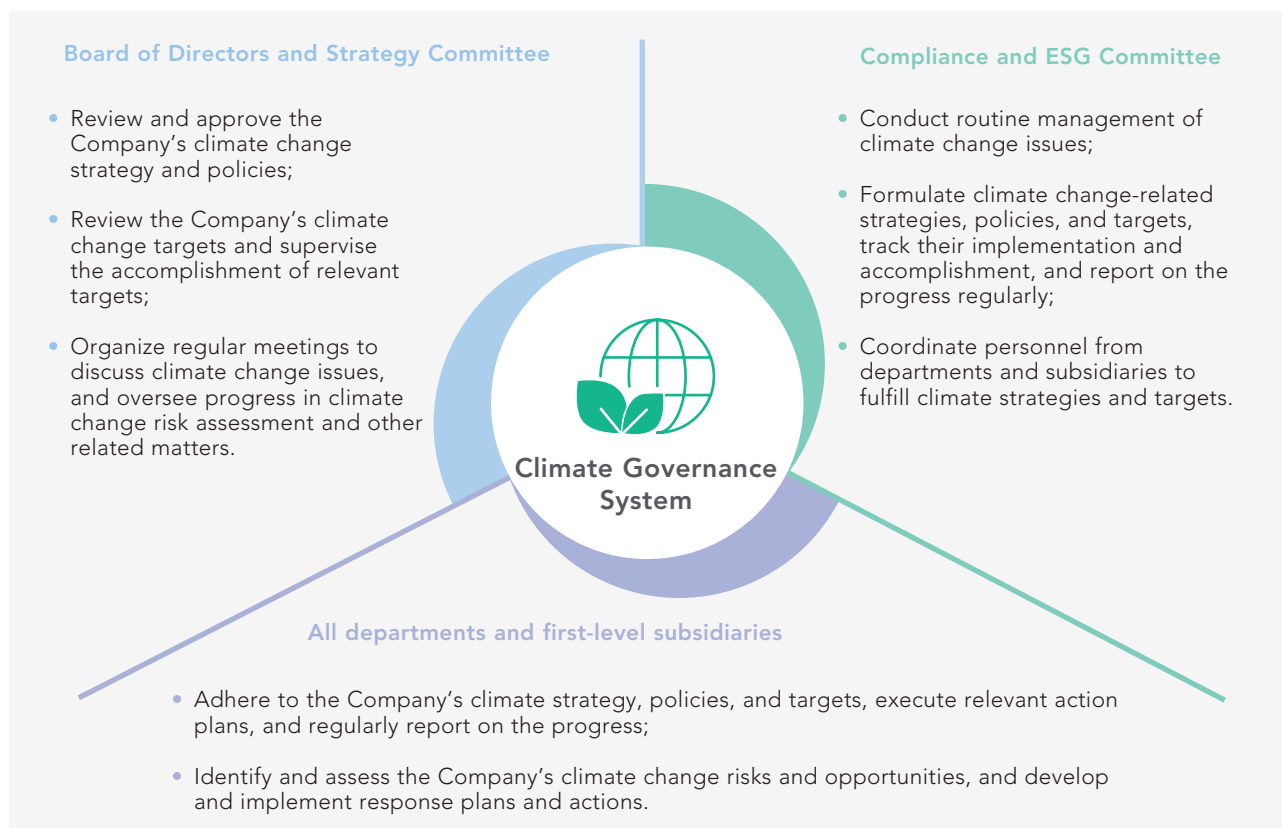 Board of Directors and Strategy Committee
• Review and approve the
Company’s climate change
strategy and policies;
• Review the Company’s climate
change targets and supervise
the accomplishment of relevant
targets;
• Organize regular meetings to
discuss climate change issues,
and oversee progress in climate
change risk assessment and other
related matters.
Compliance and ESG Committee
• Conduct routine management of
climate change issues;
• Formulate climate change-related
strategies, policies, and targets,
track their implementation and
accomplishment, and report on the
progress regularly;
• Coordinate personnel from
departments and subsidiaries to
fulfill climate strategies and targets.
Climate Governance
System
All departments and first-level subsidiaries
• Adhere to the Company’s climate strategy, policies, and targets, execute relevant action
plans, and regularly report on the progress;
• Identify and assess the Company’s climate change risks and opportunities, and develop
and implement response plans and actions.